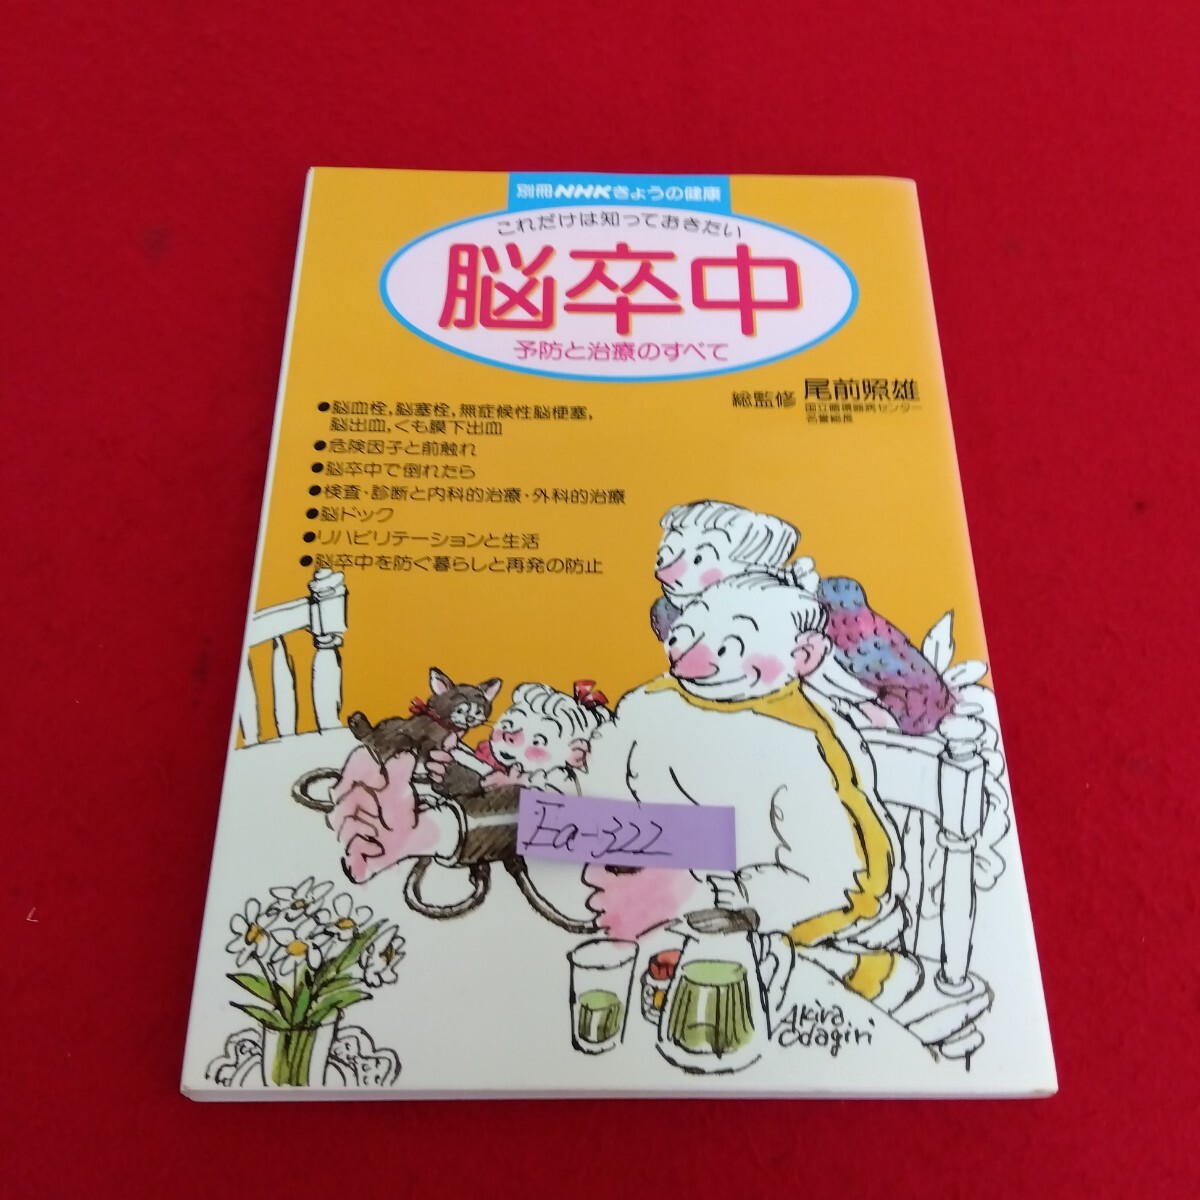 別冊NHKきょうの健康
これだけは知っておきたい
脳卒中
予防と治療のすべて
総監修 尾前照雄
国立循環器病センター
名誉総長
●脳血栓,脳塞栓,無症候性脳梗塞,
脳出血,くも膜下出血
●危険因子と前触れ
●脳卒中で倒れたら
●検査・診断と内科的治療・外科的治療
●脳ドック
●リハビリテーションと生活
●脳卒中を防ぐ暮らしと再発の防止
Ea-322
Akira
Odagiri